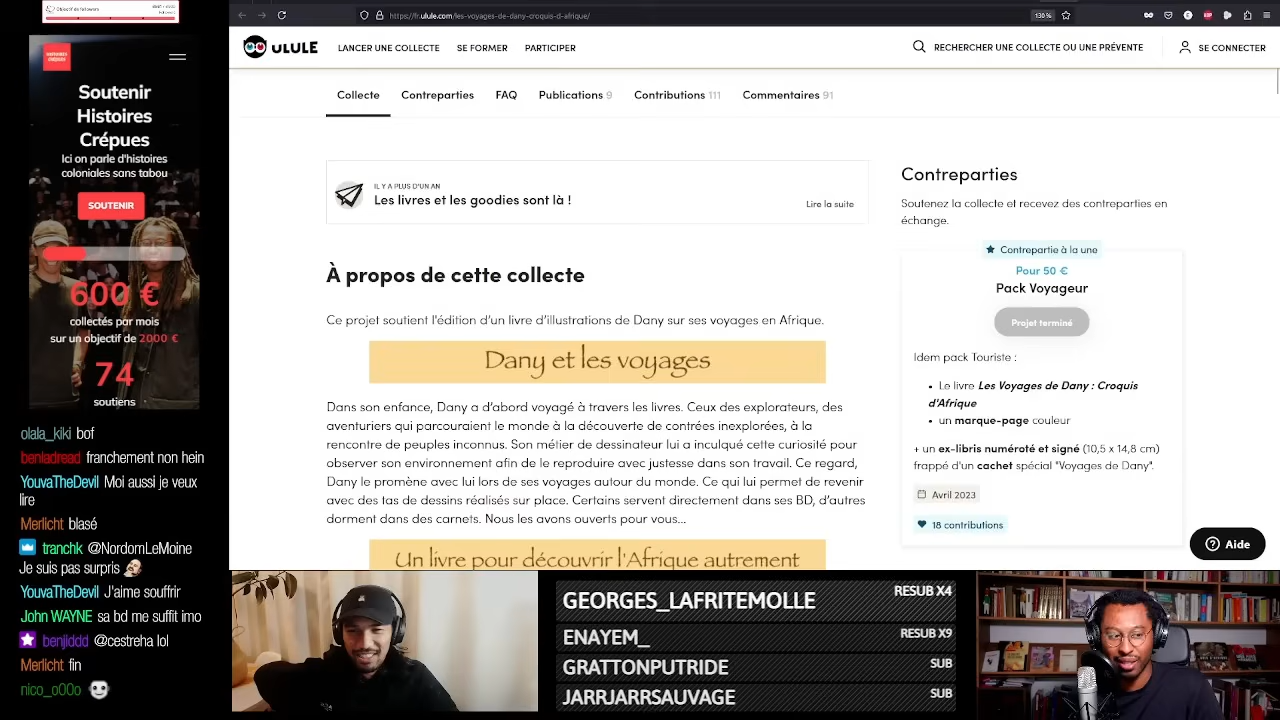 Objectif de followers
Soutenir
Histoires
Crépues
Ici on parle d'histoires
coloniales sans tabou
SOUTENIR
600 €
collectés par mois
sur un objectif de 2000 €
74
soutiens
olala_kiki bof
benladread franchement non hein
YouvaTheDevil Moi aussi je veux
lire
Merlicht blasé
tranchk @NordomLeMoine
Je suis pas surpris
YouvaTheDevil J'aime souffrir
John WAYNE sa bd me suffit imo
benjiddd @cestreha lol
Merlicht fin
nico_o00o
https://fr.ulule.com/les-voyages-de-dany-croquis-d-afrique/
130 %
ULULE
LANCER UNE COLLECTE SE FORMER PARTICIPER
RECHERCHER UNE COLLECTE OU UNE PRÉVENTE
SE CONNECTER
Collecte Contreparties FAQ Publications 9 Contributions 111 Commentaires 91
IL Y A PLUS D'UN AN
Les livres et les goodies sont là !
Lire la suite
À propos de cette collecte
Ce projet soutient l'édition d'un livre d'illustrations de Dany sur ses voyages en Afrique.
Dany et les voyages
Dans son enfance, Dany a d'abord voyagé à travers les livres. Ceux des explorateurs, des
aventuriers qui parcouraient le monde à la découverte de contrées inexplorées, à la
rencontre de peuples inconnus. Son métier de dessinateur lui a inculqué cette curiosité pour
observer son environnement afin de le reproduire avec justesse dans son travail. Ce regard,
Dany le promène avec lui lors de ses voyages autour du monde. Ce qui lui permet de revenir
avec des tas de dessins réalisés sur place. Certains servent directement dans ses BD, d'autres
dorment dans des carnets. Nous les avons ouverts pour vous...
Un livre pour découvrir l'Afrique autrement
Contreparties
Soutenez la collecte et recevez des contreparties en
échange.
Contrepartie à la une
Pour 50 €
Pack Voyageur
Projet terminé
Idem pack Touriste :
• Le livre Les Voyages de Dany : Croquis
d'Afrique
• un marque-page couleur
+ un ex-libris numéroté et signé (10,5 x 14,8 cm)
frappé d'un cachet spécial "Voyages de Dany".
Avril 2023
18 contributions
Aide
GEORGES_LAFRITEMOLLE RESUB X4
ENAYEM_ RESUB X9
GRATTONPUTRIDE SUB
JARRJARRSAUVAGE SUB